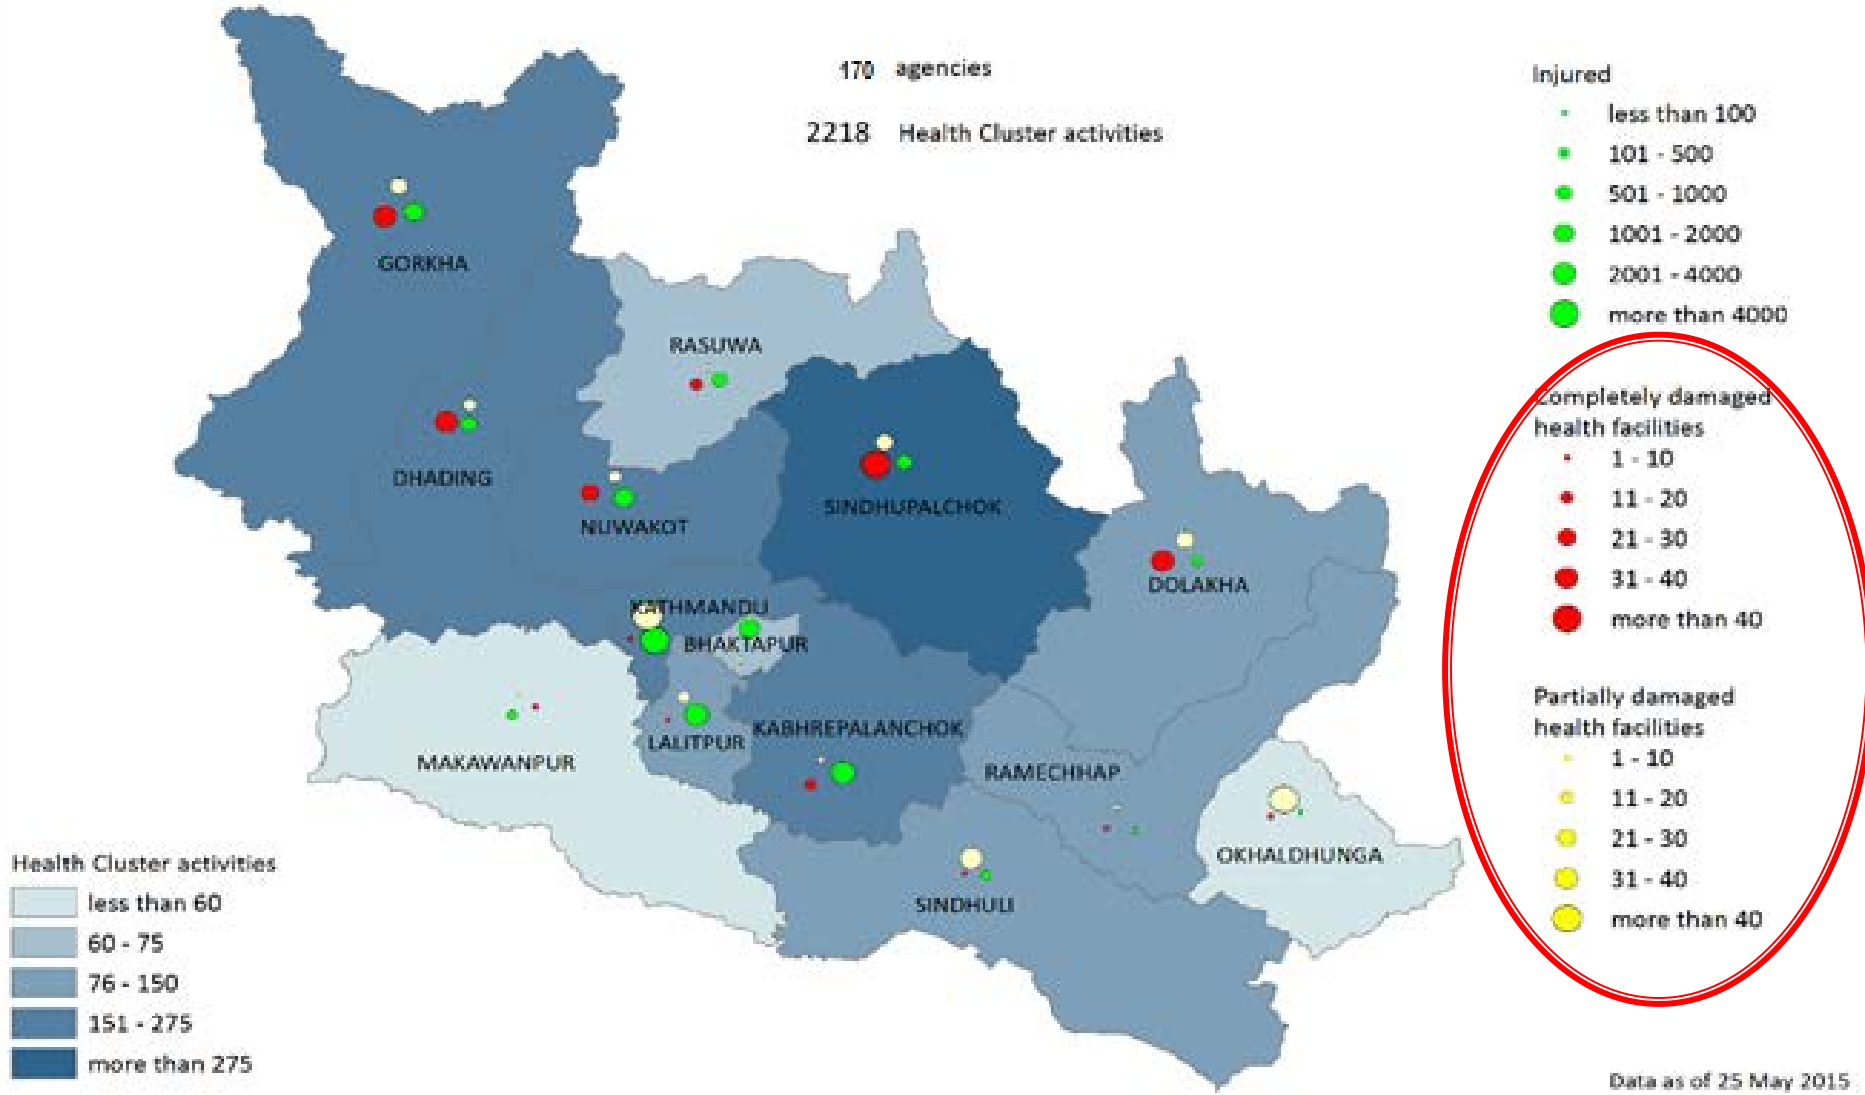 170 agencies
2218 Health Cluster activities
Injured
less than 100
101 - 500
501 - 1000
1001 - 2000
2001 - 4000
more than 4000
Completely damaged
health facilities
1 - 10
11 - 20
21 - 30
31 - 40
more than 40
Partially damaged
health facilities
1 - 10
11 - 20
21 - 30
31 - 40
more than 40
GORKHA
RASUWA
DHADING
NUWAKOT
SINDHUPALCHOK
DOLAKHA
KATHMANDU
BHAKTAPUR
LALITPUR
KABHREPALANCHOK
MAKAWANPUR
RAMECHHAP
OKHALDHUNGA
SINDHULI
Health Cluster activities
less than 60
60 - 75
76 - 150
151 - 275
more than 275
Data as of 25 May 2015